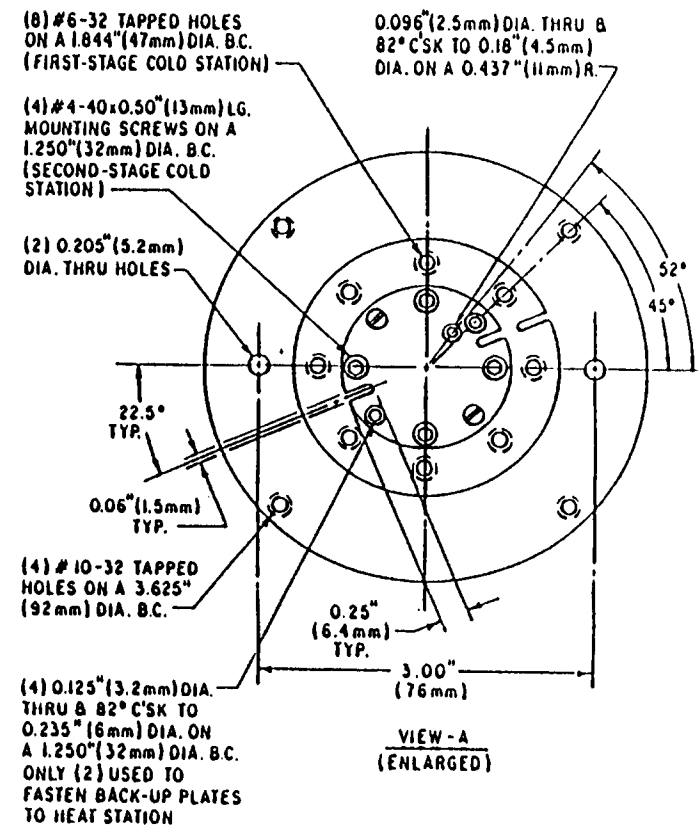 (8) #6-32 TAPPED HOLES
ON A 1.844"(47mm) DIA. B.C.
(FIRST-STAGE COLD STATION)
0.096"(2.5mm) DIA. THRU &
82° C'SK TO 0.18"(4.5mm)
DIA. ON A 0.437"(11mm) R.
(4) #4-40x0.50"(13mm) LG.
MOUNTING SCREWS ON A
1.250"(32mm) DIA. B.C.
(SECOND-STAGE COLD
STATION)
(2) 0.205"(5.2mm)
DIA. THRU HOLES
52°
45°
22.5°
TYP.
0.06"(1.5mm)
TYP.
(4) #10-32 TAPPED
HOLES ON A 3.625"
(92mm) DIA. B.C.
0.25"
(6.4mm)
TYP.
3.00"
(76mm)
(4) 0.125"(3.2mm) DIA.
THRU & 82° C'SK TO
0.235"(6mm) DIA. ON
A 1.250"(32mm) DIA. B.C.
ONLY (2) USED TO
FASTEN BACK-UP PLATES
TO HEAT STATION
VIEW-A
(ENLARGED)